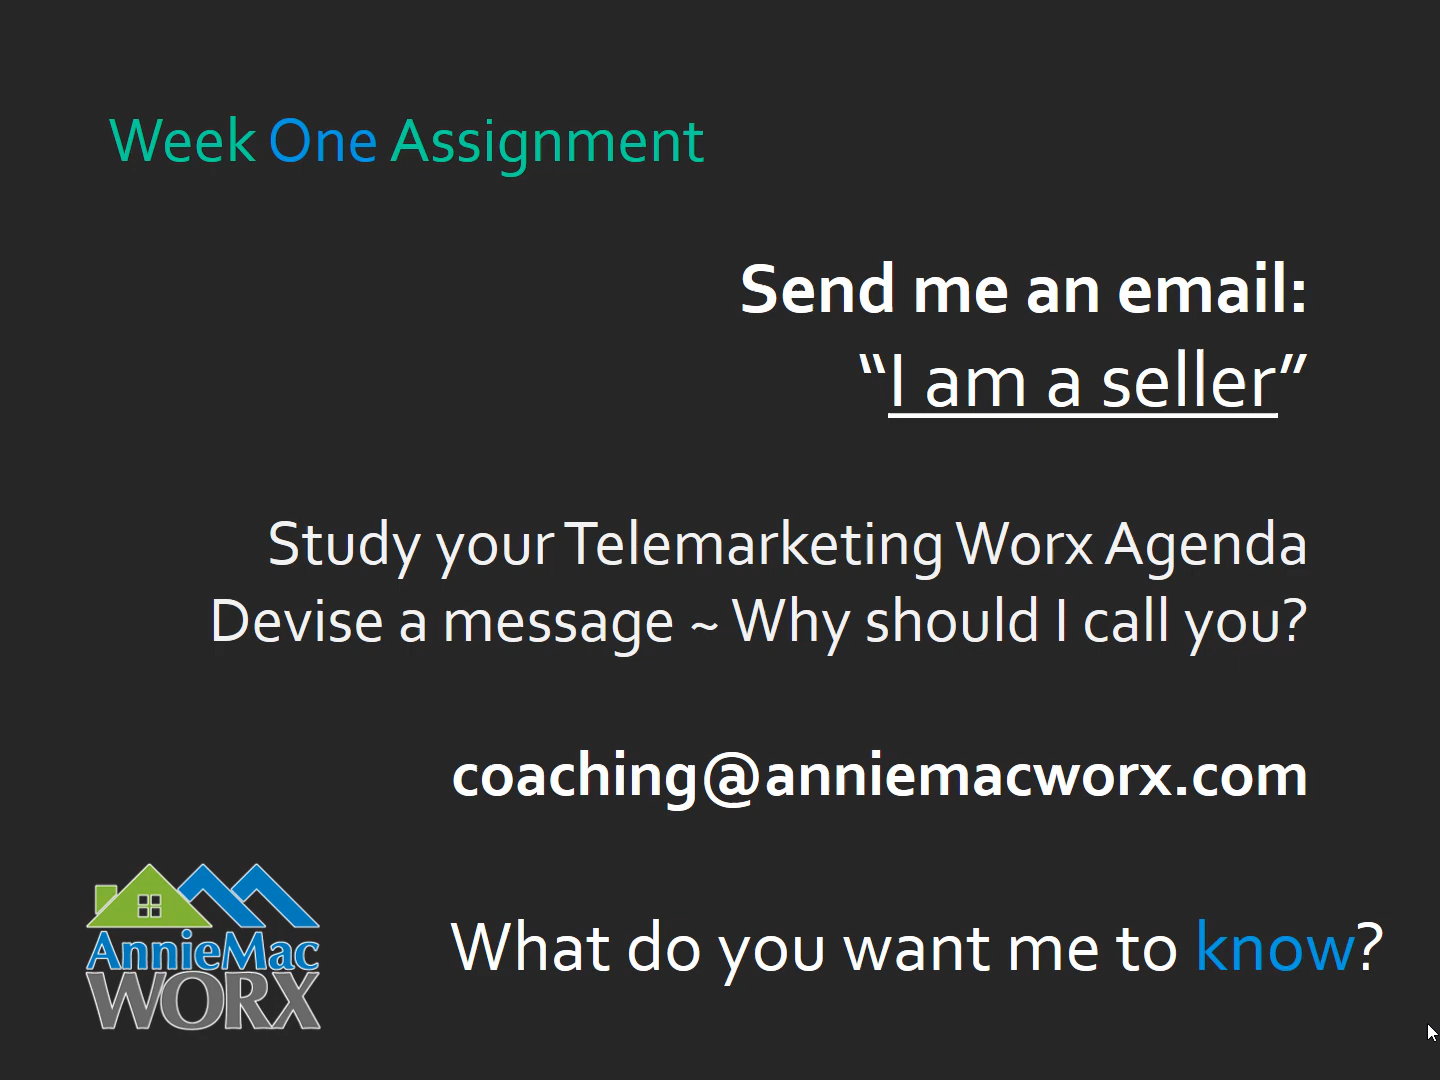 Week One Assignment
Send me an email:
“I am a seller”
Study your Telemarketing Worx Agenda
Devise a message ~ Why should I call you?
coaching@anniemacworx.com
What do you want me to know?
AnnieMac
WORX